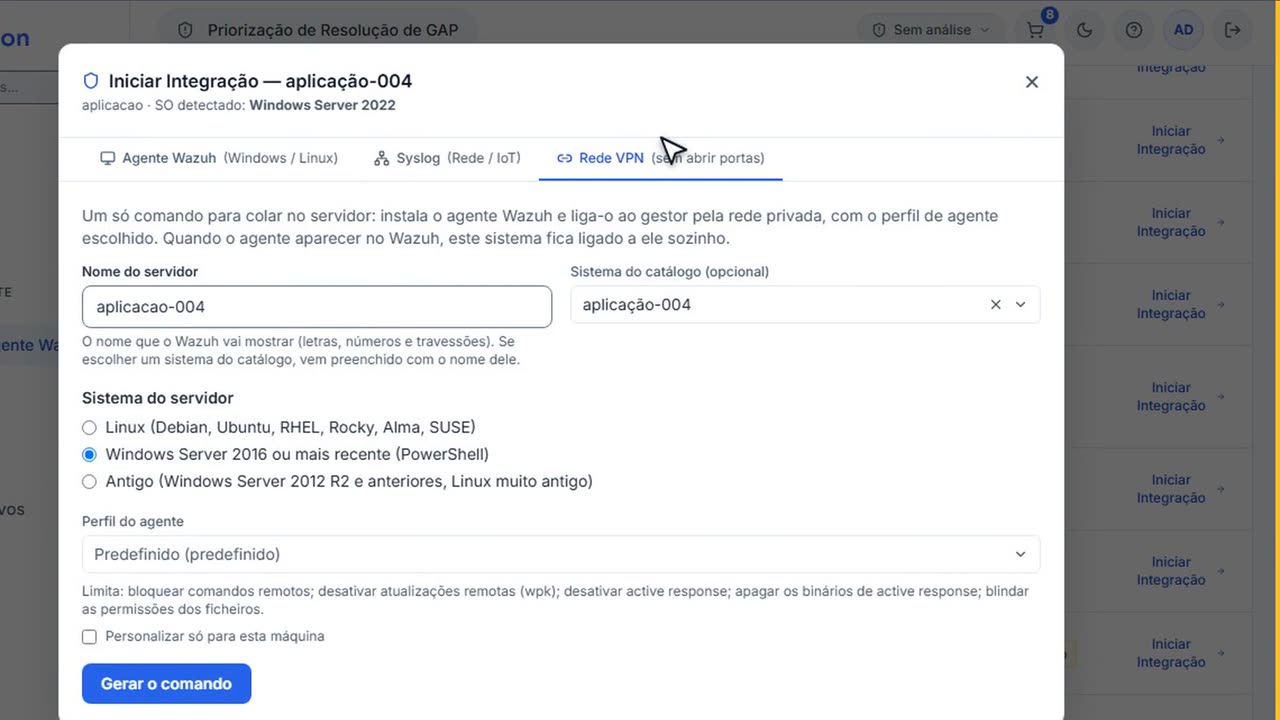 on
Priorização de Resolução de GAP
Sem análise
8
AD
s...
Iniciar Integração — aplicação-004
aplicacao · SO detectado: Windows Server 2022
Agente Wazuh (Windows / Linux)
Syslog (Rede / IoT)
Rede VPN (sem abrir portas)
Um só comando para colar no servidor: instala o agente Wazuh e liga-o ao gestor pela rede privada, com o perfil de agente
escolhido. Quando o agente aparecer no Wazuh, este sistema fica ligado a ele sozinho.
Nome do servidor
Sistema do catálogo (opcional)
aplicacao-004
aplicação-004
O nome que o Wazuh vai mostrar (letras, números e travessões). Se
escolher um sistema do catálogo, vem preenchido com o nome dele.
Sistema do servidor
Linux (Debian, Ubuntu, RHEL, Rocky, Alma, SUSE)
Windows Server 2016 ou mais recente (PowerShell)
Antigo (Windows Server 2012 R2 e anteriores, Linux muito antigo)
Perfil do agente
Predefinido (predefinido)
Limita: bloquear comandos remotos; desativar atualizações remotas (wpk); desativar active response; apagar os binários de active response; blindar
as permissões dos ficheiros.
Personalizar só para esta máquina
Gerar o comando
TE
ente Wa
vos
Integração
Iniciar
Integração
Iniciar
Integração
Iniciar
Integração
Iniciar
Integração
Iniciar
Integração
Iniciar
Integração
Iniciar
Integração